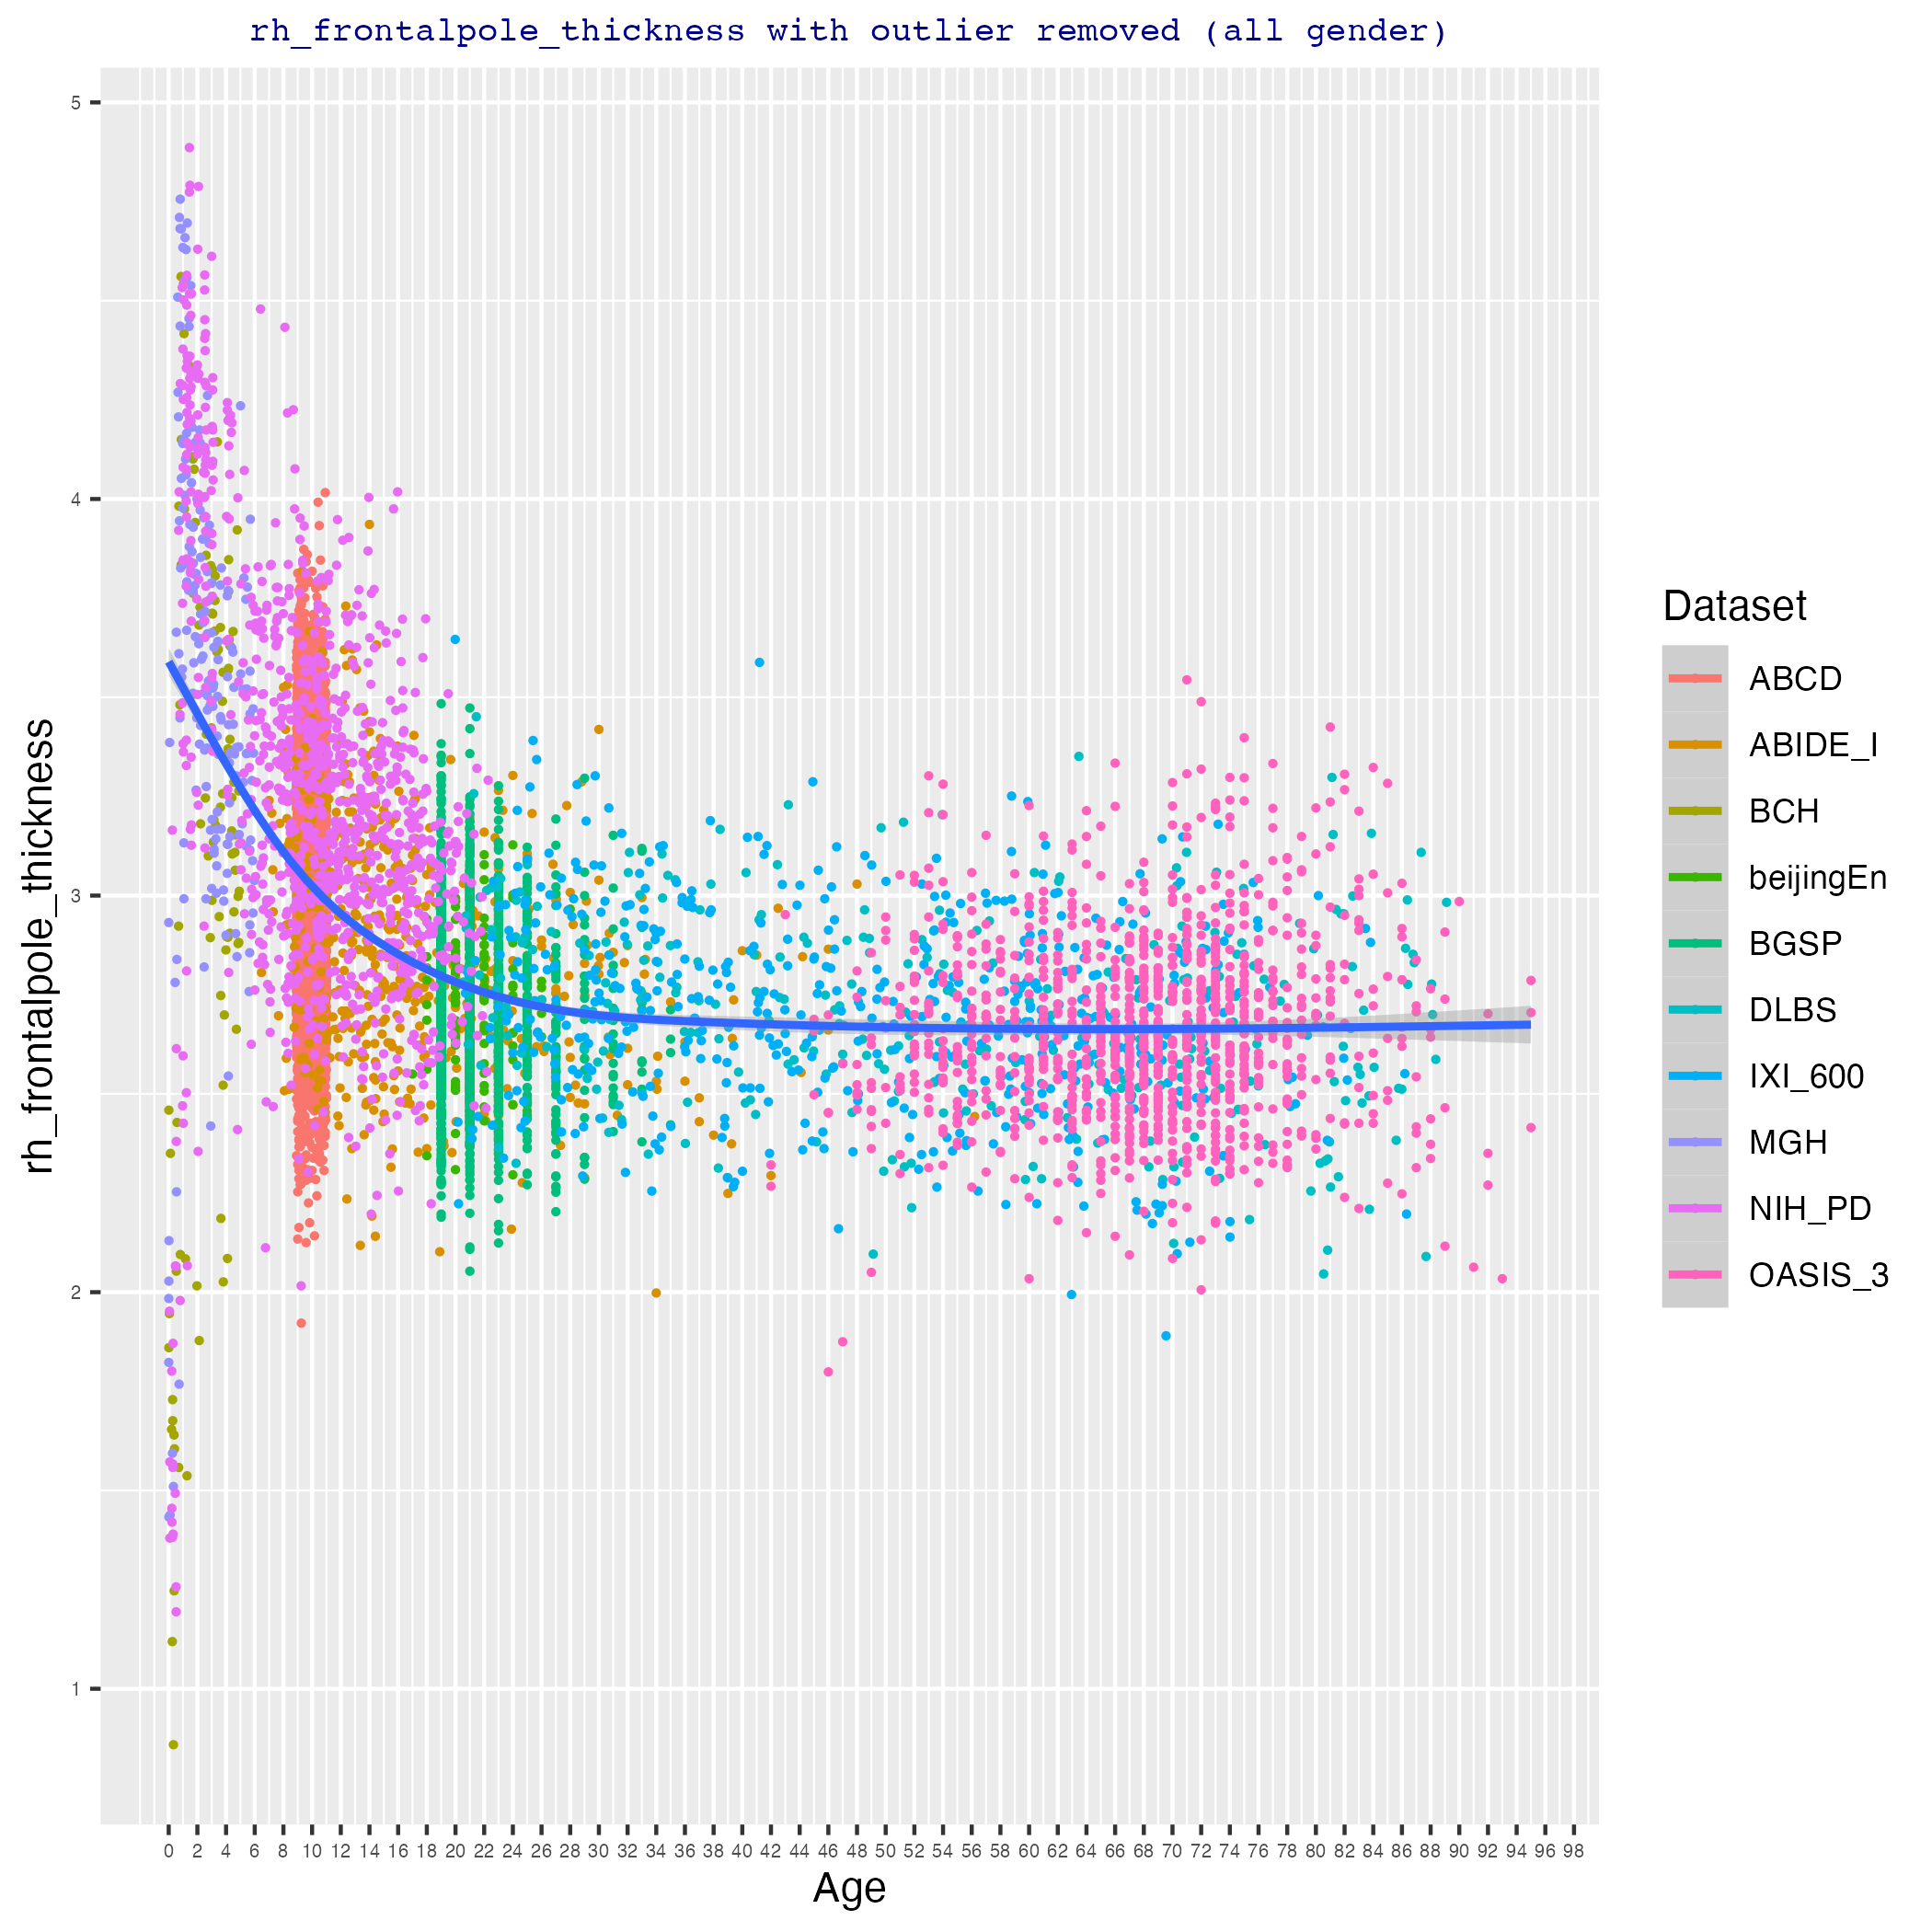 rh_frontalpole_thickness with outlier removed (all gender)
rh_frontalpole_thickness
5
4
3
2
1
0 2 4 6 8 10 12 14 16 18 20 22 24 26 28 30 32 34 36 38 40 42 44 46 48 50 52 54 56 58 60 62 64 66 68 70 72 74 76 78 80 82 84 86 88 90 92 94 96 98
Age
Dataset
ABCD
ABIDE_I
BCH
beijingEn
BGSP
DLBS
IXI_600
MGH
NIH_PD
OASIS_3